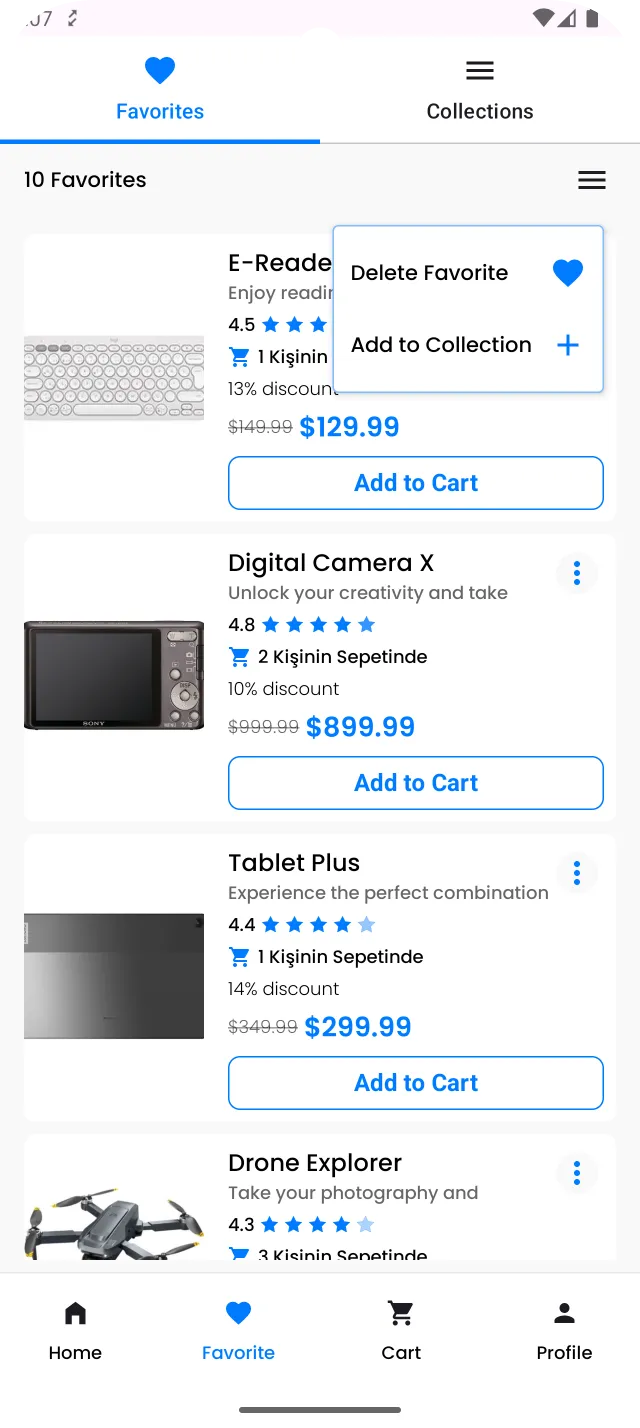 Favorites
Collections
10 Favorites
E-Reade
Enjoy readin
Delete Favorite
4.5
Add to Collection
1 Kişinin
13% discount
$149.99 $129.99
Add to Cart
Digital Camera X
Unlock your creativity and take
4.8
2 Kişinin Sepetinde
10% discount
$999.99 $899.99
Add to Cart
SONY
Tablet Plus
Experience the perfect combination
4.4
1 Kişinin Sepetinde
14% discount
$349.99 $299.99
Add to Cart
Drone Explorer
Take your photography and
4.3
3 Kişinin Sepetinde
Home
Favorite
Cart
Profile